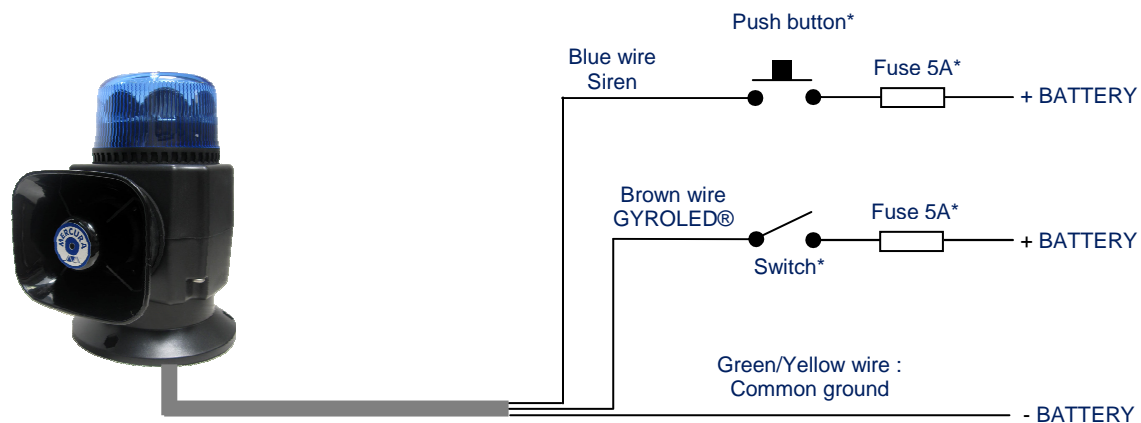 Push button*
Blue wire
Siren
Fuse 5A*
+ BATTERY
MERCURA
Brown wire
GYROLED®
Fuse 5A*
+ BATTERY
Switch*
Green/Yellow wire :
Common ground
- BATTERY